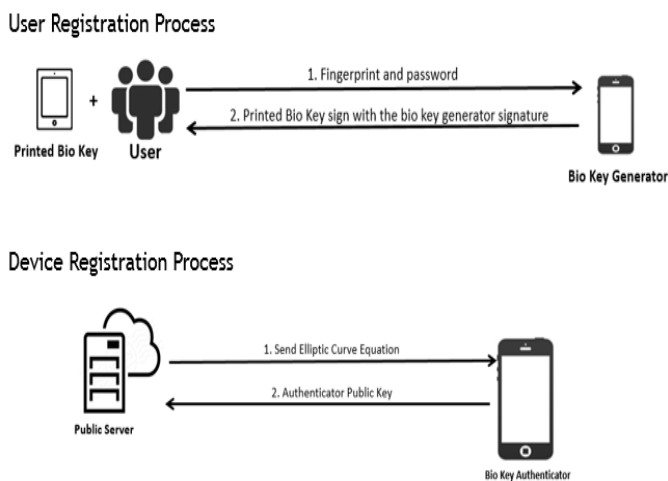 User Registration Process
1. Fingerprint and password
+
2. Printed Bio Key sign with the bio key generator signature
Printed Bio Key
User
Bio Key Generator
Device Registration Process
1. Send Elliptic Curve Equation
2. Authenticator Public Key
Public Server
Bio Key Authenticator